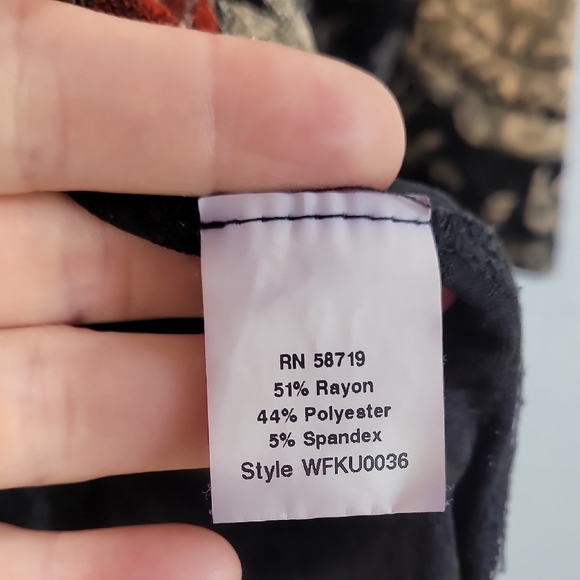 RN 58719
51% Rayon
44% Polyester
5% Spandex
Style WFKU0036